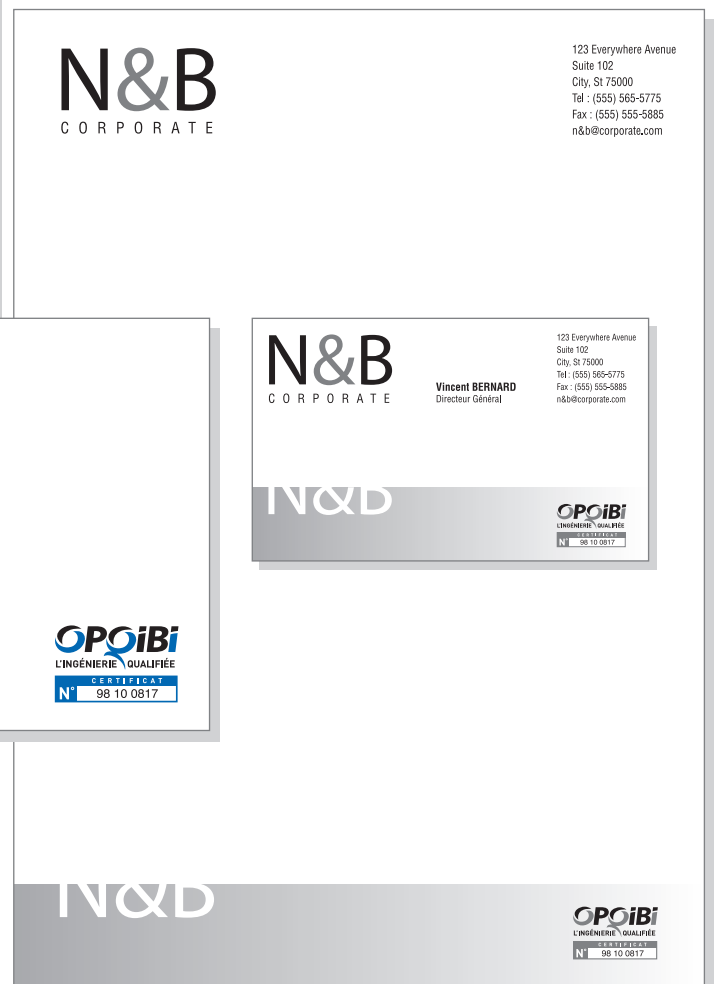 N&B
CORPORATE
123 Everywhere Avenue
Suite 102
City, St 75000
Tel : (555) 565-5775
Fax : (555) 555-5885
n&b@corporate.com
N&B
CORPORATE
Vincent BERNARD
Directeur Général
123 Everywhere Avenue
Suite 102
City, St 75000
Tel : (555) 565-5775
Fax : (555) 555-5885
n&b@corporate.com
N&B
OPQiBi
L'INGÉNIERIE QUALIFIÉE
CERTIFICAT
N° 98 10 0817
OPQiBi
L'INGÉNIERIE QUALIFIÉE
CERTIFICAT
N° 98 10 0817
N&B
OPQiBi
L'INGÉNIERIE QUALIFIÉE
CERTIFICAT
N° 98 10 0817